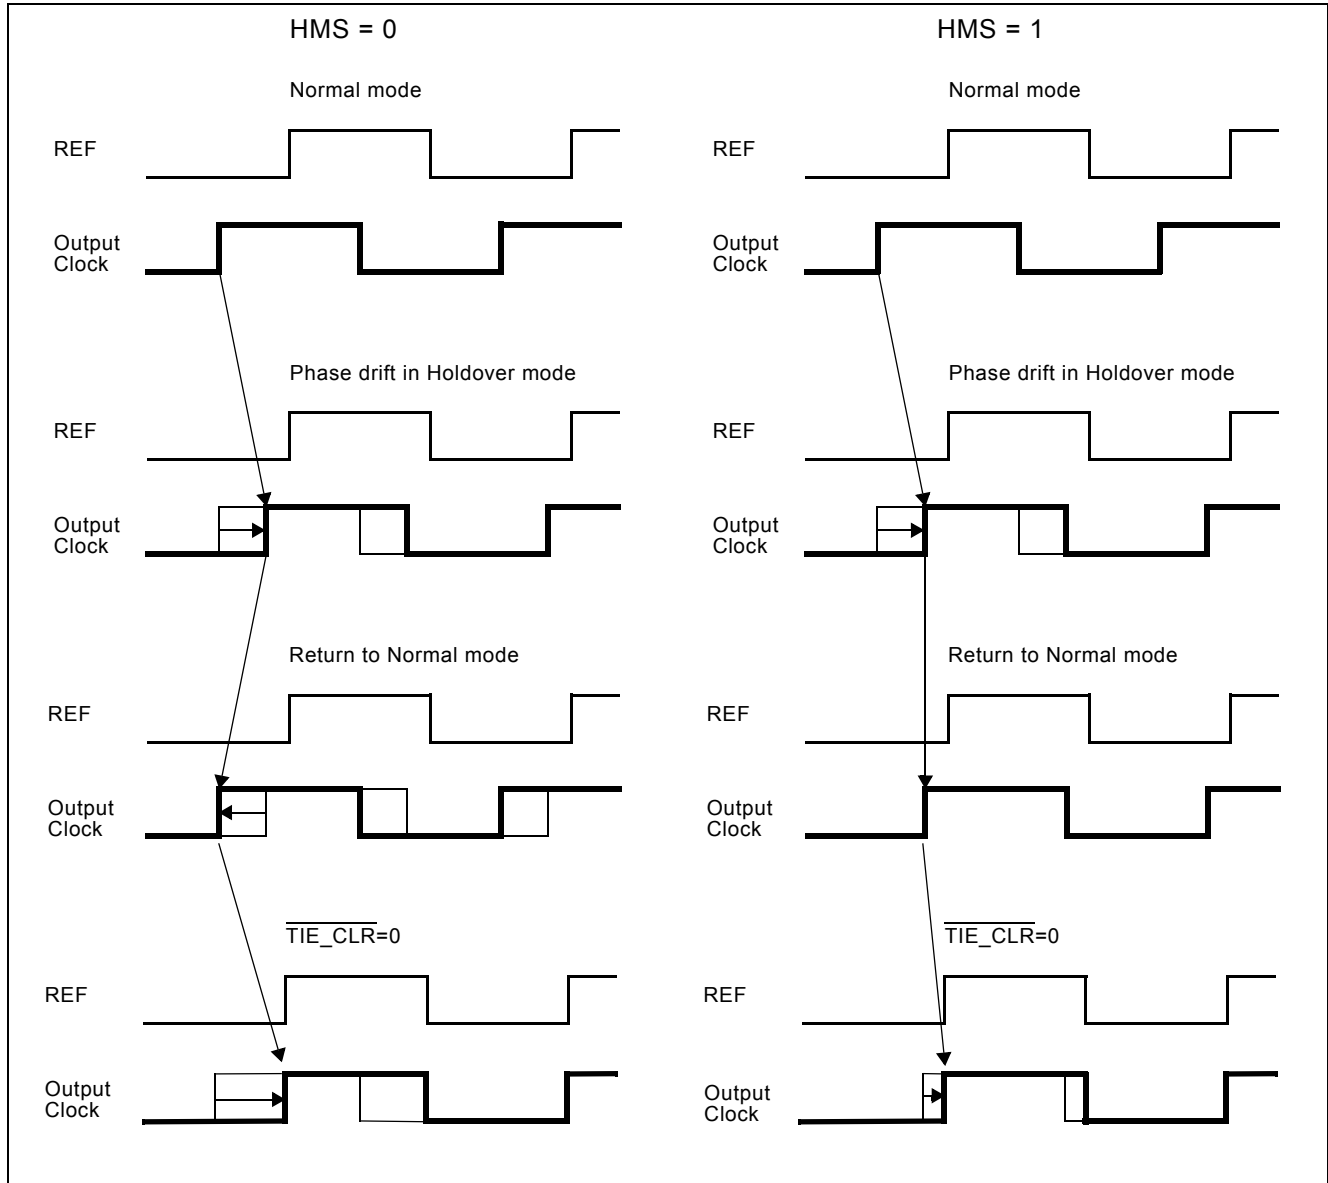 HMS = 0
Normal mode
REF
Output
Clock
Phase drift in Holdover mode
REF
Output
Clock
Return to Normal mode
REF
Output
Clock
TIE_CLR=0
REF
Output
Clock
HMS = 1
Normal mode
REF
Output
Clock
Phase drift in Holdover mode
REF
Output
Clock
Return to Normal mode
REF
Output
Clock
TIE_CLR=0
REF
Output
Clock